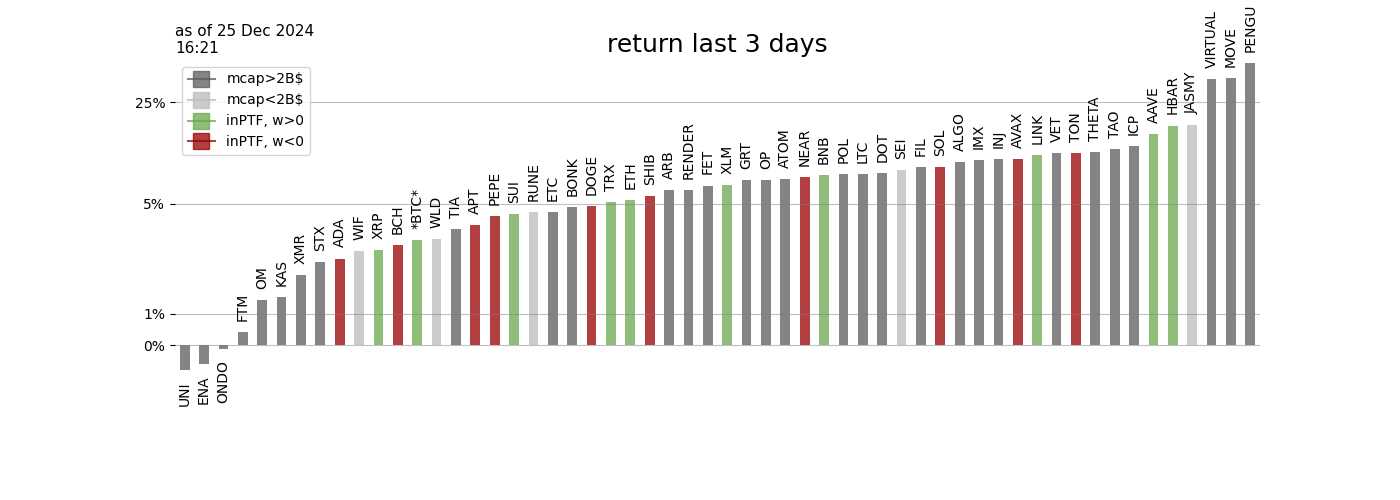 as of 25 Dec 2024
16:21
return last 3 days
mcap>2B$
mcap<2B$
inPTF, w>0
inPTF, w<0
25%
5%
1%
0%
UNI
ENA
ONDO
FTM
OM
KAS
XMR
STX
ADA
WIF
XRP
BCH
*BTC*
WLD
TIA
APT
PEPE
SUI
RUNE
ETC
BONK
DOGE
TRX
ETH
SHIB
ARB
RENDER
FET
XLM
GRT
OP
ATOM
NEAR
BNB
POL
LTC
DOT
SEI
FIL
SOL
ALGO
IMX
INJ
AVAX
LINK
VET
TON
THETA
TAO
ICP
AAVE
HBAR
JASMY
VIRTUAL
MOVE
PENGU